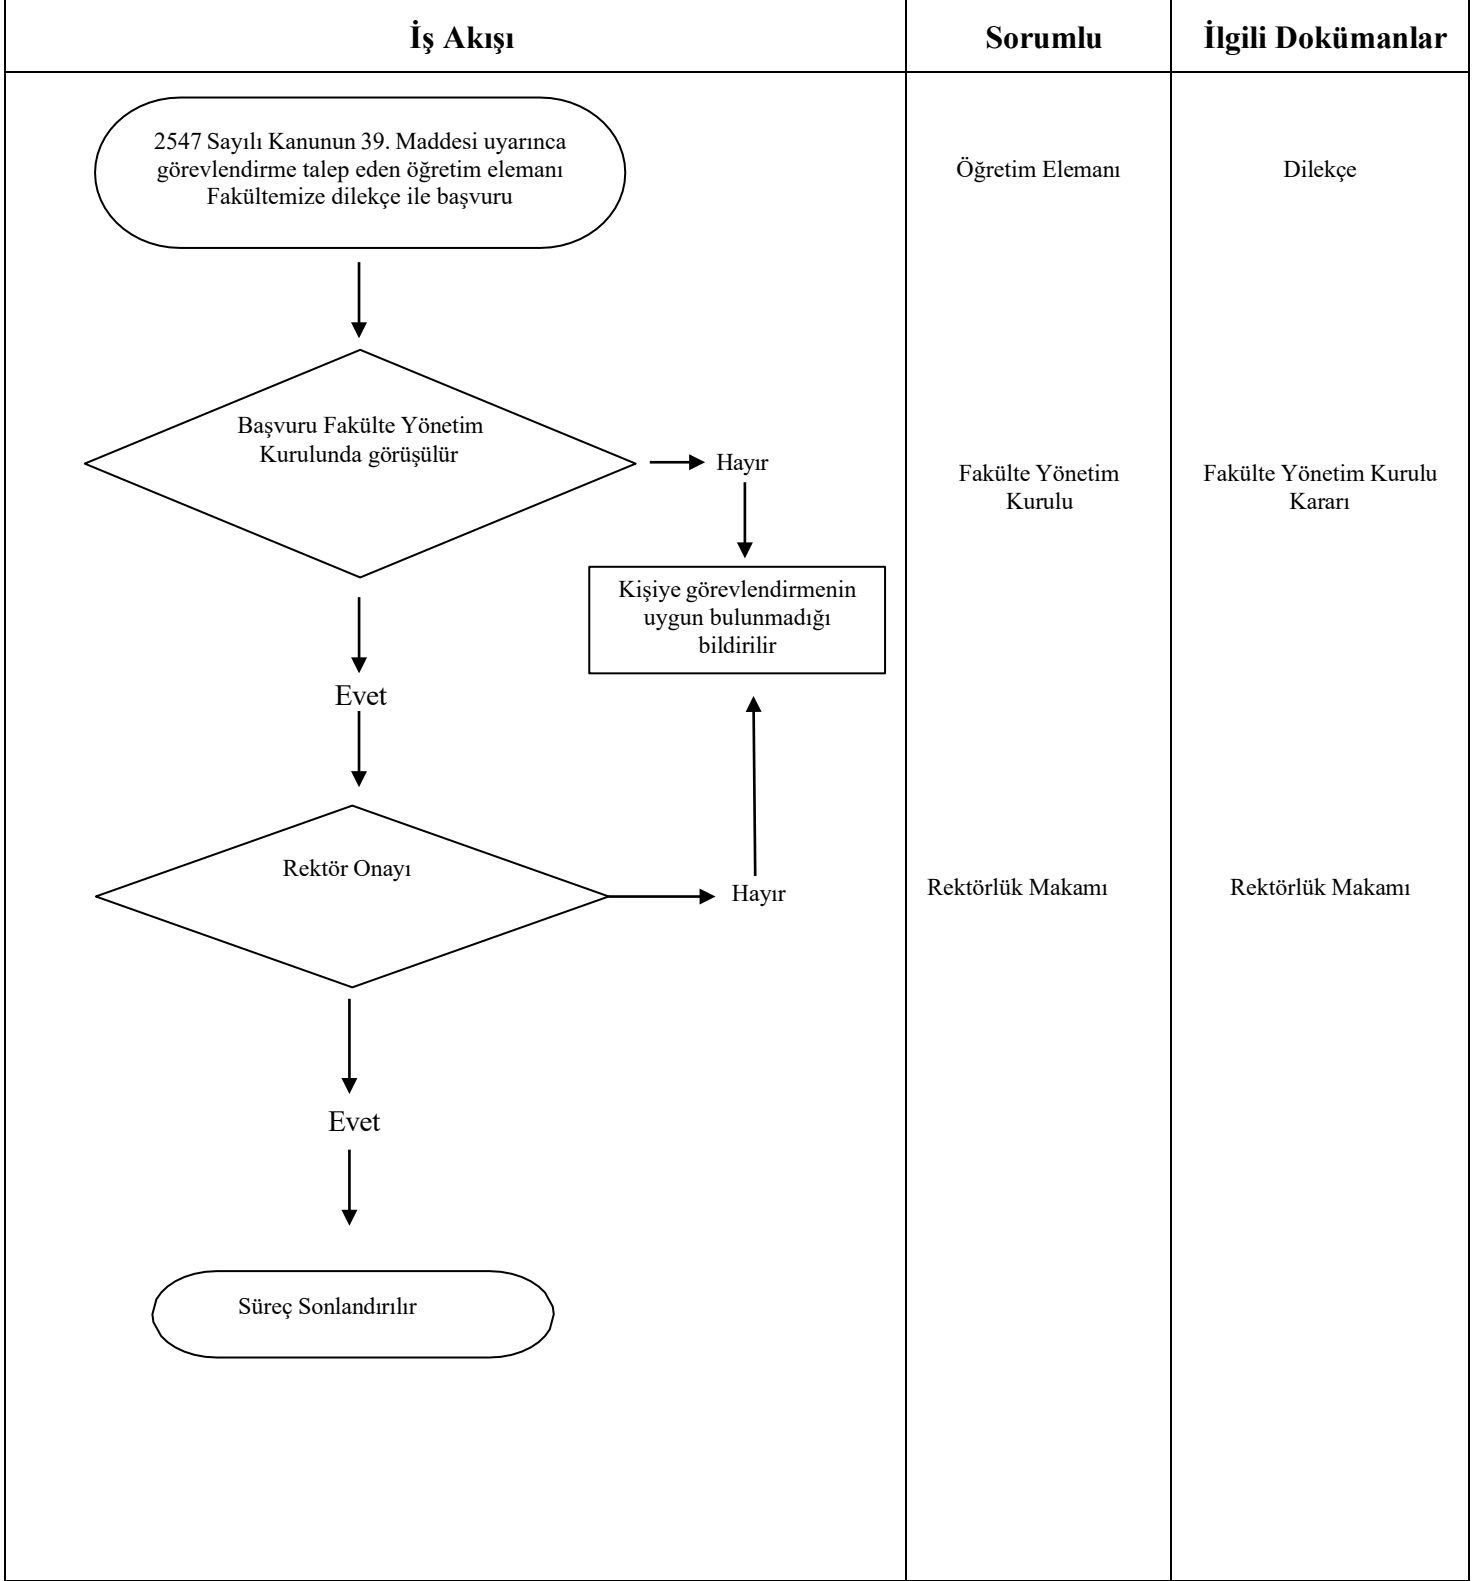 İş Akışı
Sorumlu
İlgili Dokümanlar
2547 Sayılı Kanunun 39. Maddesi uyarınca
görevlendirme talep eden öğretim elemanı
Fakültemize dilekçe ile başvuru
Öğretim Elemanı
Dilekçe
Başvuru Fakülte Yönetim
Kurulunda görüşülür
Hayır
Fakülte Yönetim
Kurulu
Fakülte Yönetim Kurulu
Kararı
Kişiye görevlendirmenin
uygun bulunmadığı
bildirilir
Evet
Rektör Onayı
Hayır
Rektörlük Makamı
Rektörlük Makamı
Evet
Süreç Sonlandırılır